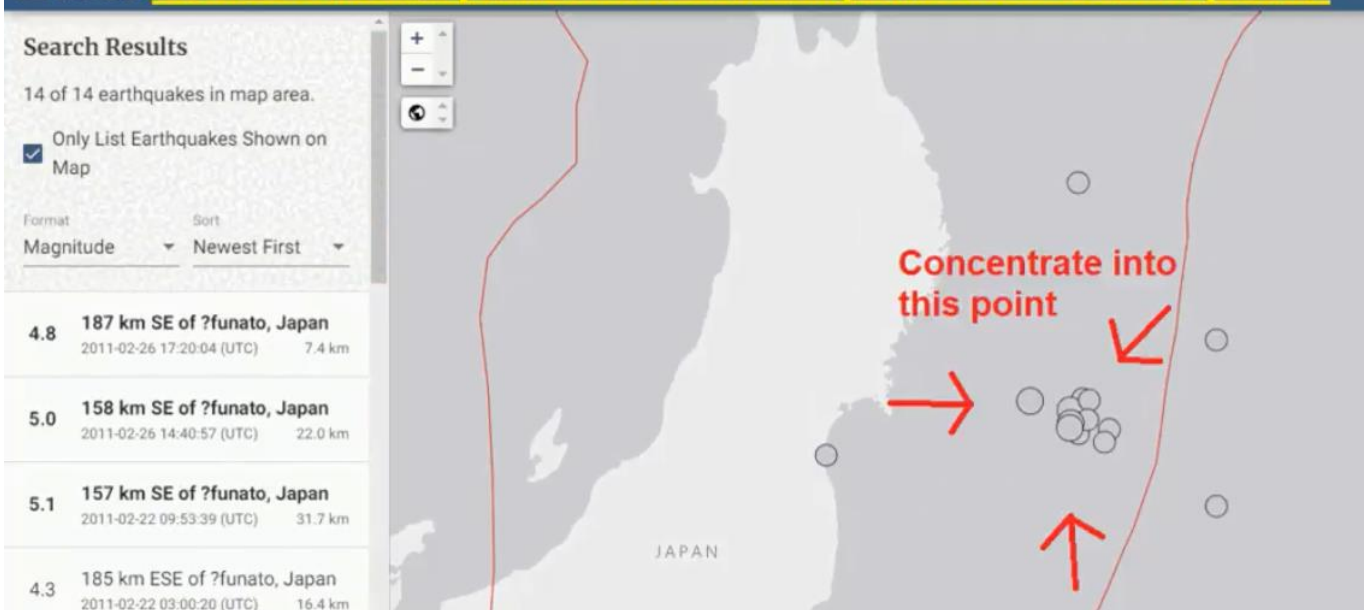 Search Results
14 of 14 earthquakes in map area.
Only List Earthquakes Shown on
Map
Format
Sort
Magnitude
Newest First
4.8
187 km SE of ?funato, Japan
2011-02-26 17:20:04 (UTC)
7.4 km
5.0
158 km SE of ?funato, Japan
2011-02-26 14:40:57 (UTC)
22.0 km
5.1
157 km SE of ?funato, Japan
2011-02-22 09:53:39 (UTC)
31.7 km
4.3
185 km ESE of ?funato, Japan
2011-02-22 03:00:20 (UTC)
16.4 km
+
−
Concentrate into
this point
JAPAN